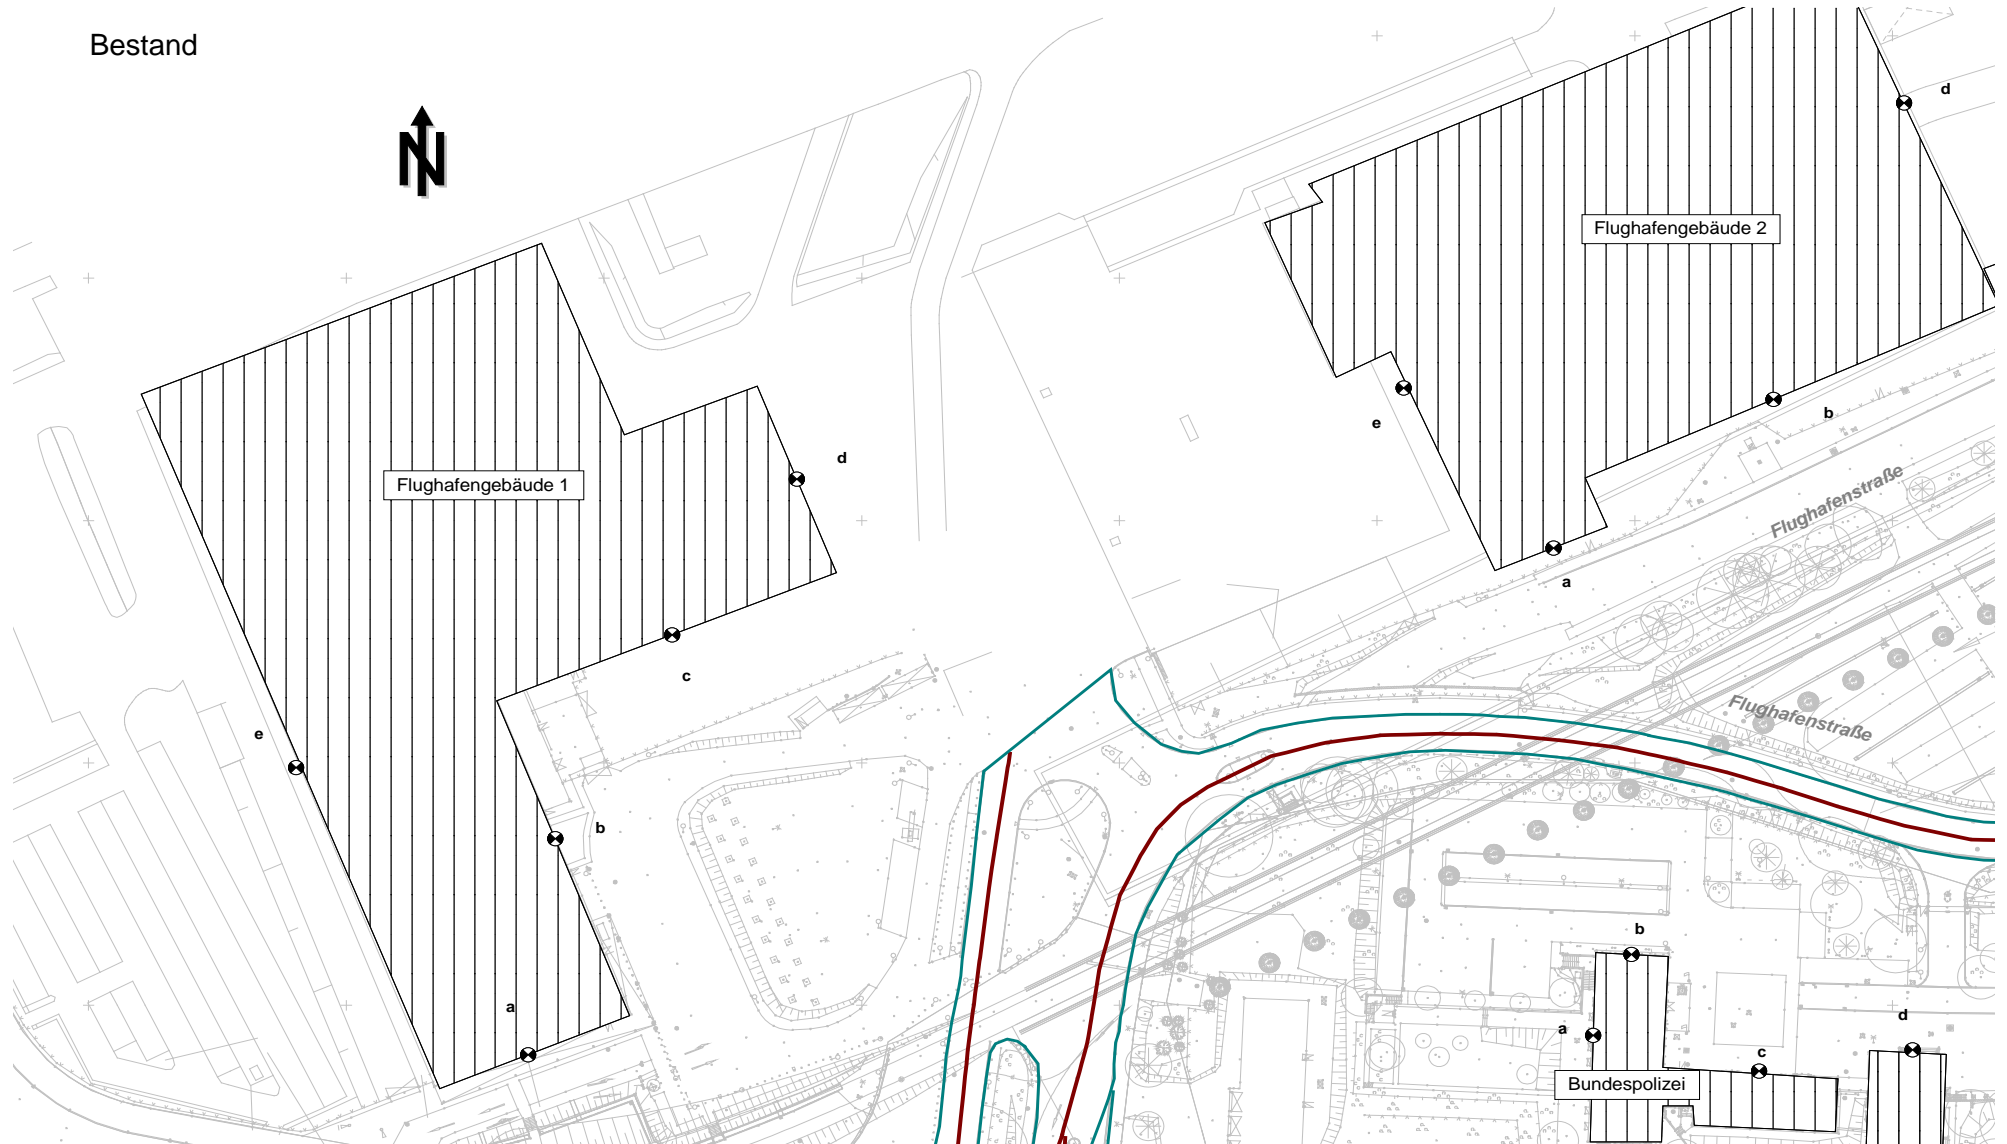 Bestand
N
d
Flughafengebäude 2
e
b
d
Flughafengebäude 1
Flughafenstraße
a
c
Flughafenstraße
e
b
b
a
a
d
c
Bundespolizei